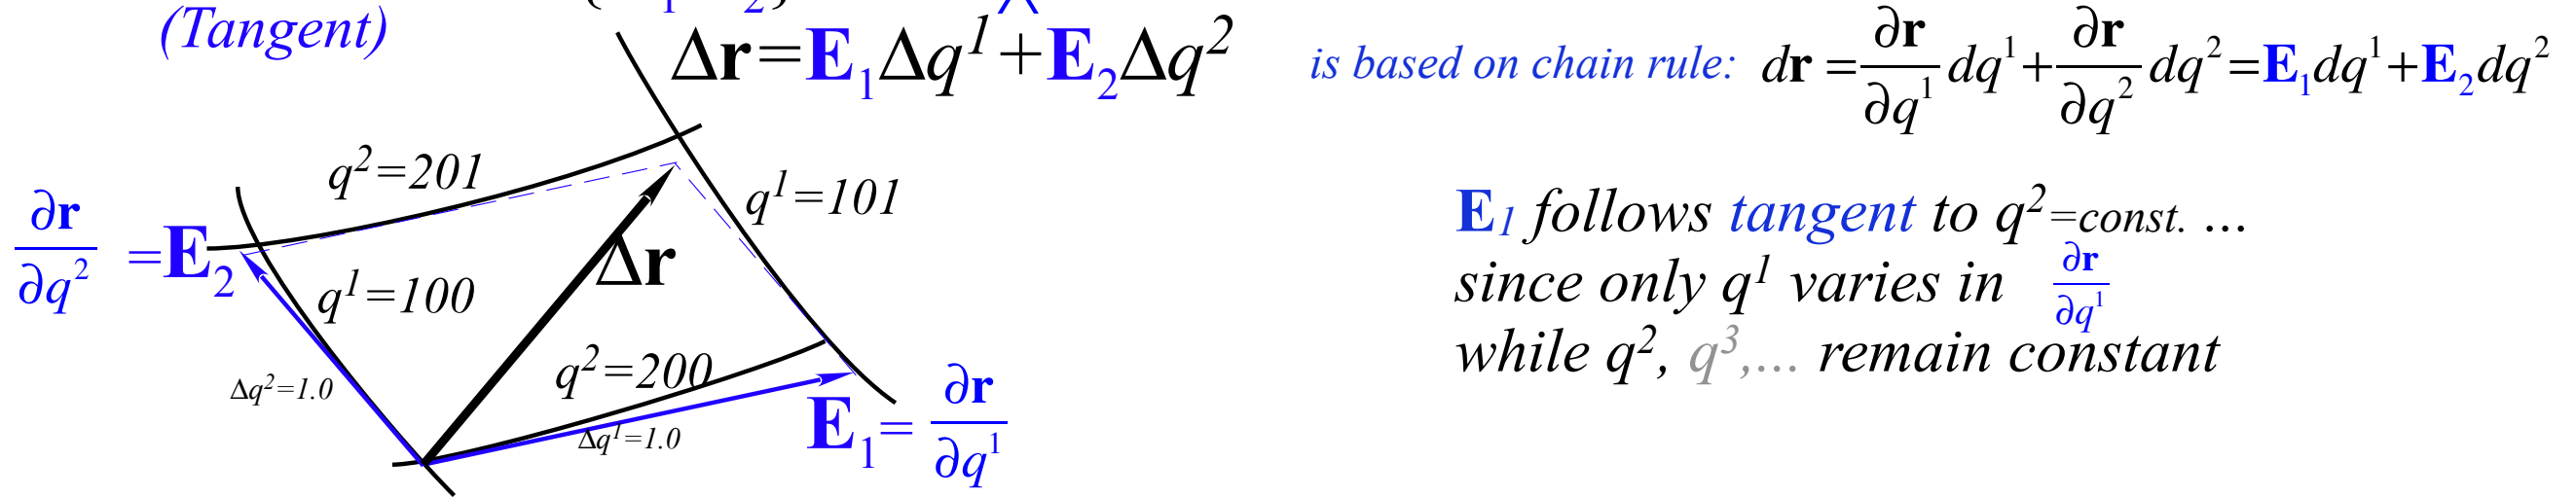 (Tangent)
Δr=E₁Δq¹+E₂Δq²
is based on chain rule: dr = ∂r/∂q¹ dq¹ + ∂r/∂q² dq² = E₁dq¹+E₂dq²
q²=201
q¹=101
∂r/∂q² =E₂
Δr
q¹=100
q²=200
Δq²=1.0
Δq¹=1.0
E₁= ∂r/∂q¹
E₁ follows tangent to q²=const. ...
since only q¹ varies in ∂r/∂q¹
while q², q³,... remain constant